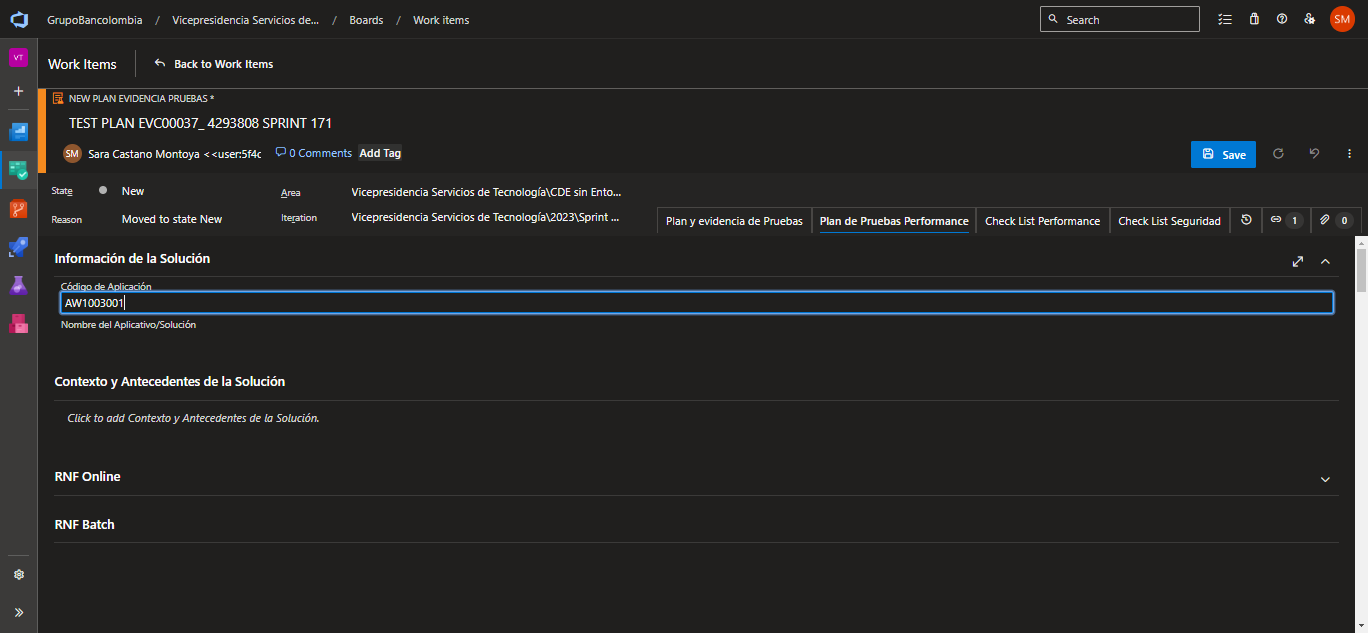 GrupoBancolombia / Vicepresidencia Servicios de... / Boards / Work items
Search
SM
VT
Work Items
Back to Work Items
NEW PLAN EVIDENCIA PRUEBAS *
TEST PLAN EVC00037_ 4293808 SPRINT 171
SM
Sara Castano Montoya <<user:5f4c
0 Comments
Add Tag
Save
State
New
Area
Vicepresidencia Servicios de Tecnología\CDE sin Ento...
Reason
Moved to state New
Iteration
Vicepresidencia Servicios de Tecnología\2023\Sprint ...
Plan y evidencia de Pruebas
Plan de Pruebas Performance
Check List Performance
Check List Seguridad
1
0
Información de la Solución
Código de Aplicación
AW1003001
Nombre del Aplicativo/Solución
Contexto y Antecedentes de la Solución
Click to add Contexto y Antecedentes de la Solución.
RNF Online
RNF Batch